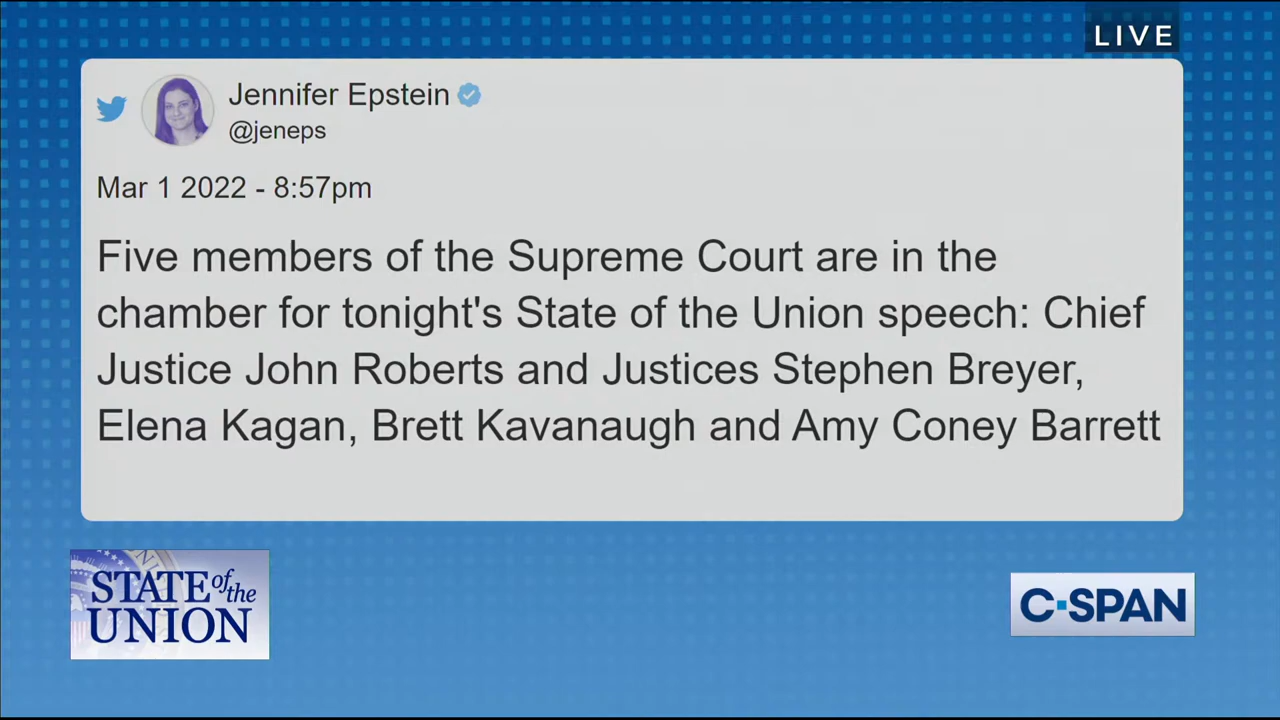 LIVE
Jennifer Epstein
@jeneps
Mar 1 2022 - 8:57pm
Five members of the Supreme Court are in the
chamber for tonight's State of the Union speech: Chief
Justice John Roberts and Justices Stephen Breyer,
Elena Kagan, Brett Kavanaugh and Amy Coney Barrett
STATE of the
UNION
C·SPAN